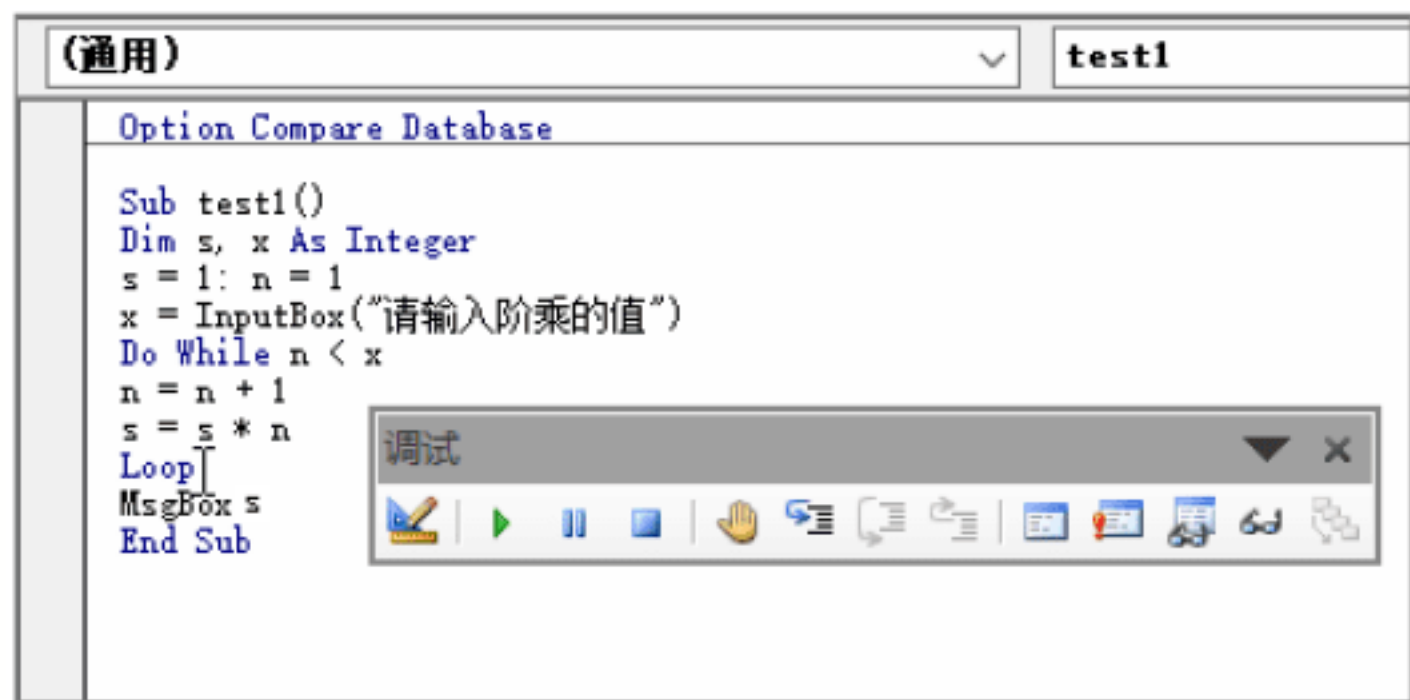 (通用)
test1
Option Compare Database
Sub test1()
Dim s, x As Integer
s = 1: n = 1
x = InputBox("请输入阶乘的值")
Do While n < x
n = n + 1
s = s * n
Loop
MsgBox s
End Sub
调试